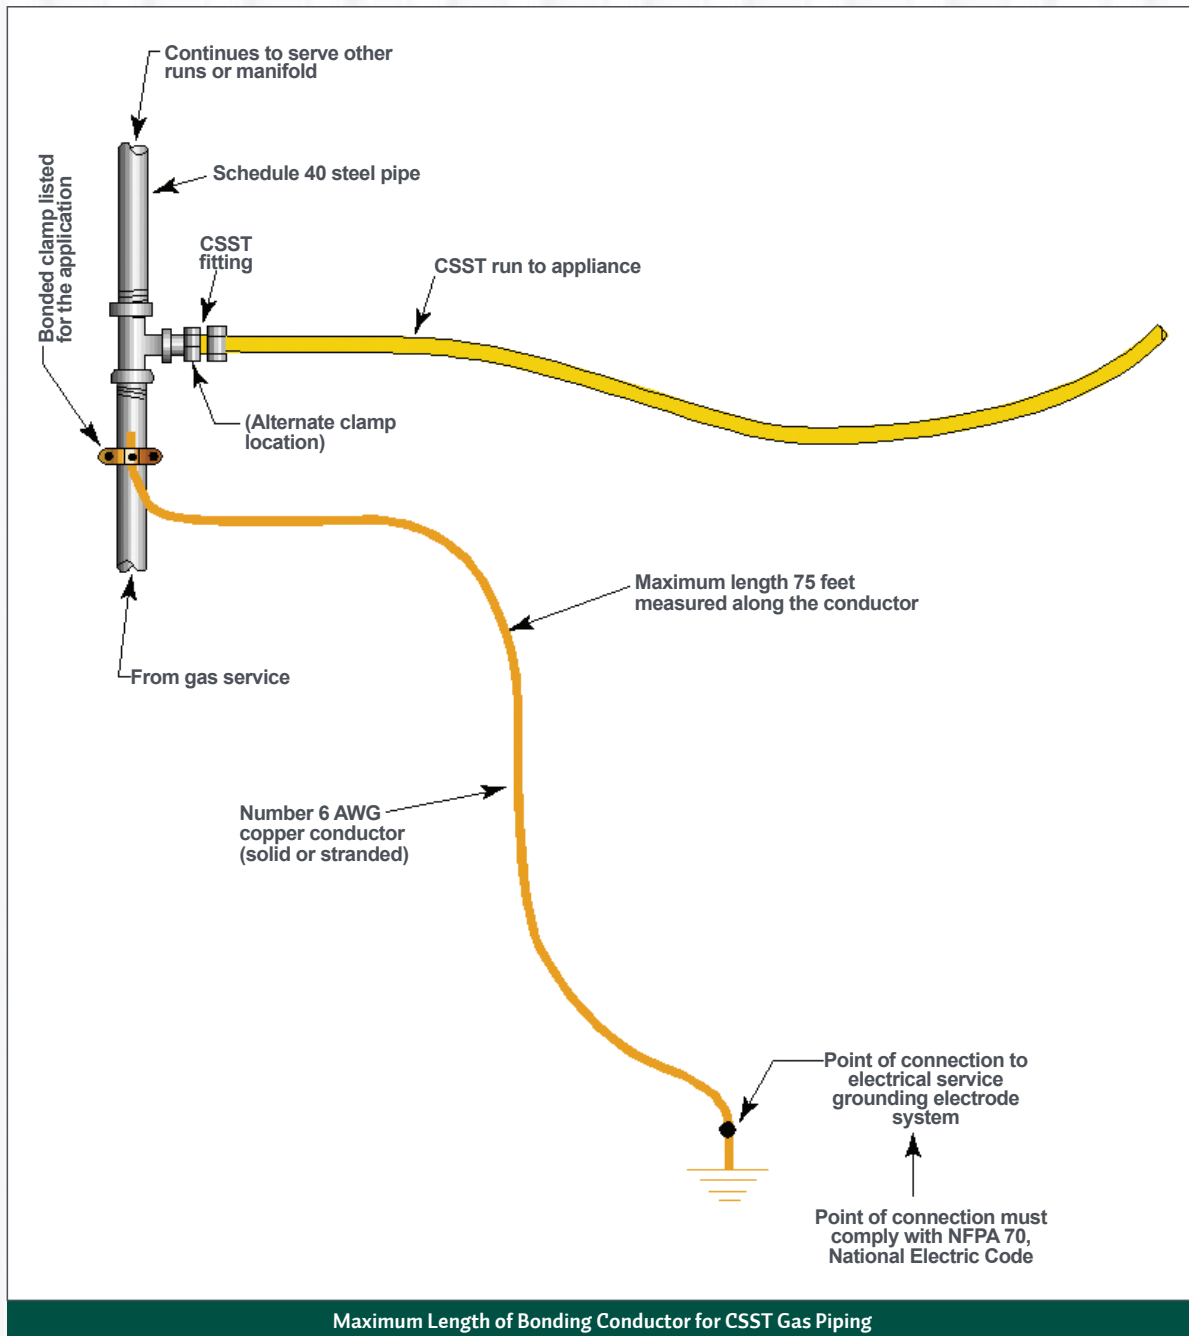 Continues to serve other
runs or manifold
Schedule 40 steel pipe
Bonded clamp listed
for the application
CSST
fitting
CSST run to appliance
(Alternate clamp
location)
Maximum length 75 feet
measured along the conductor
From gas service
Number 6 AWG
copper conductor
(solid or stranded)
Point of connection to
electrical service
grounding electrode
system
Point of connection must
comply with NFPA 70,
National Electric Code
Maximum Length of Bonding Conductor for CSST Gas Piping